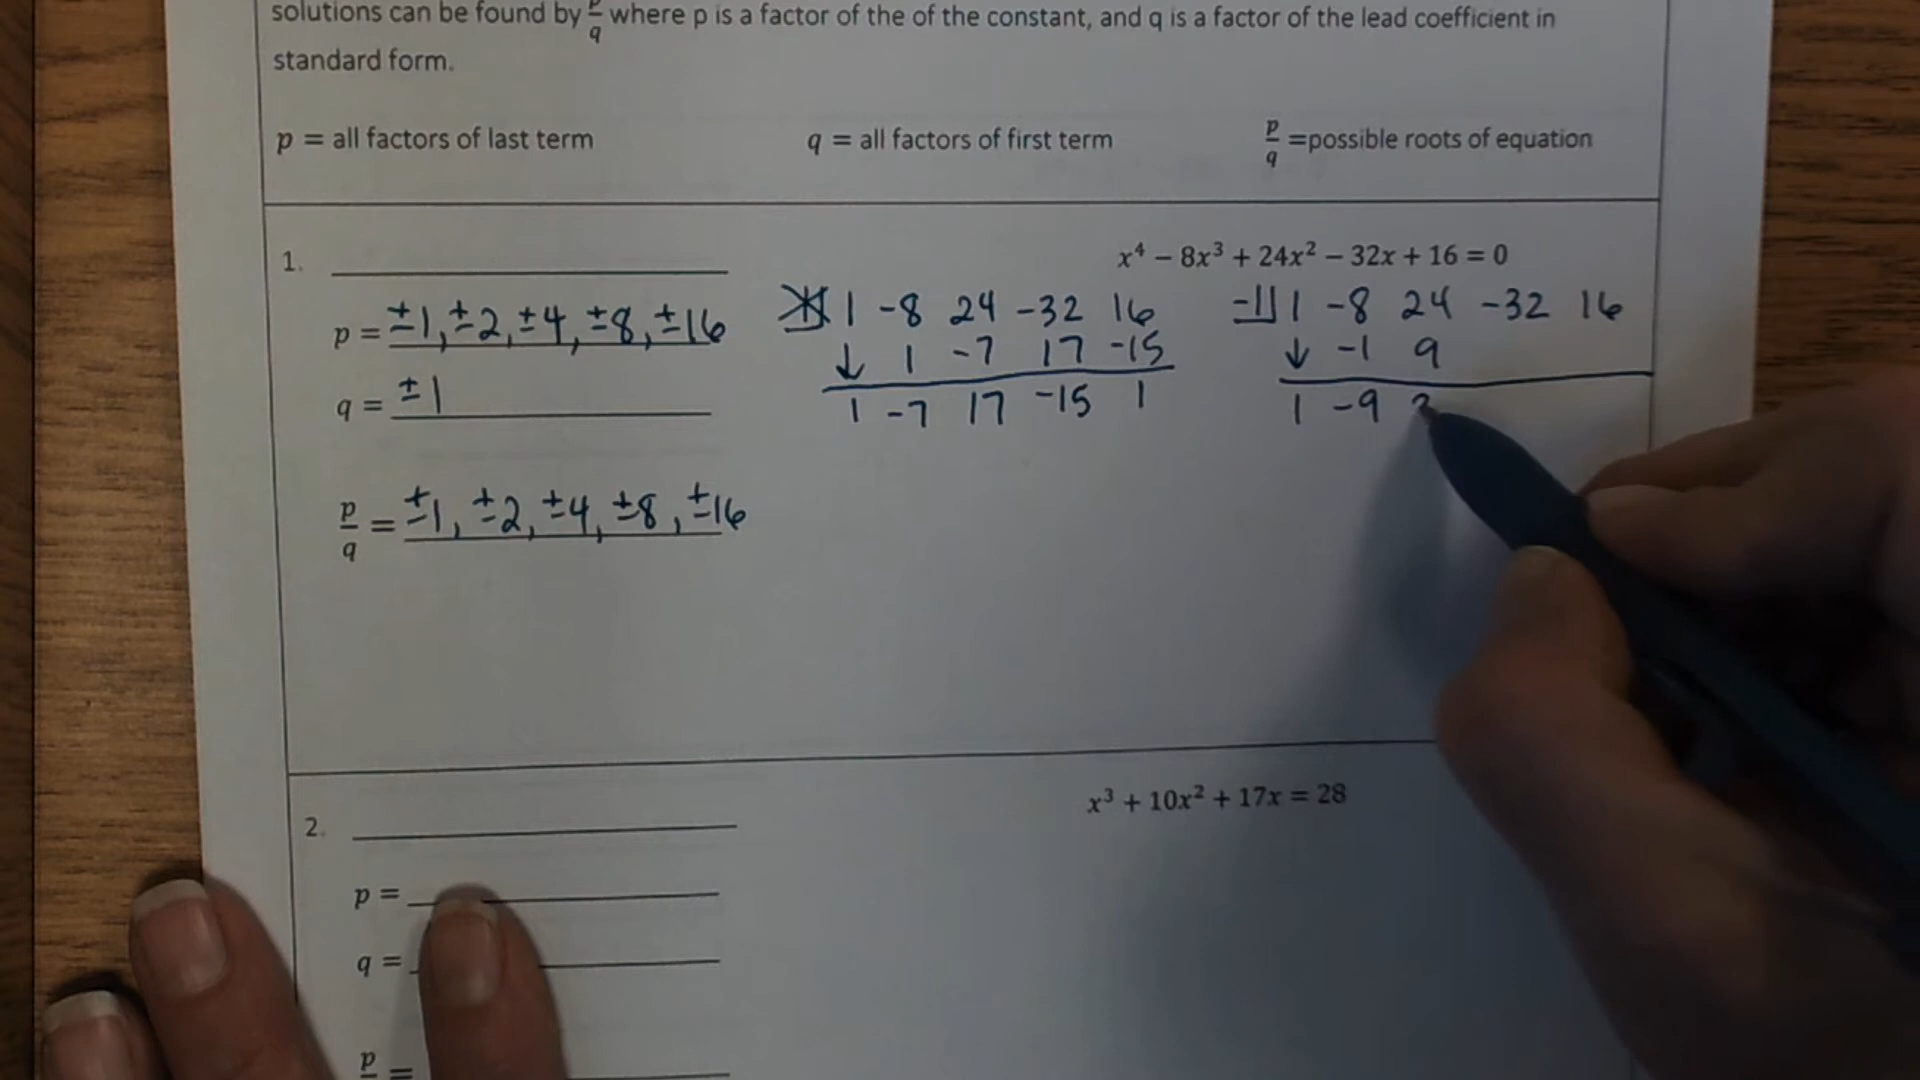 solutions can be found by p/q where p is a factor of the of the constant, and q is a factor of the lead coefficient in
standard form.
p = all factors of last term q = all factors of first term p/q =possible roots of equation
1. x⁴ − 8x³ + 24x² − 32x + 16 = 0
p = ±1, ±2, ±4, ±8, ±16
1 -8 24 -32 16
↓ 1 -7 17 -15
1 -7 17 -15 1
-1 1 -8 24 -32 16
↓ -1 9
1 -9
q = ±1
p/q = ±1, ±2, ±4, ±8, ±16
2. x³ + 10x² + 17x = 28
p =
q =
p =